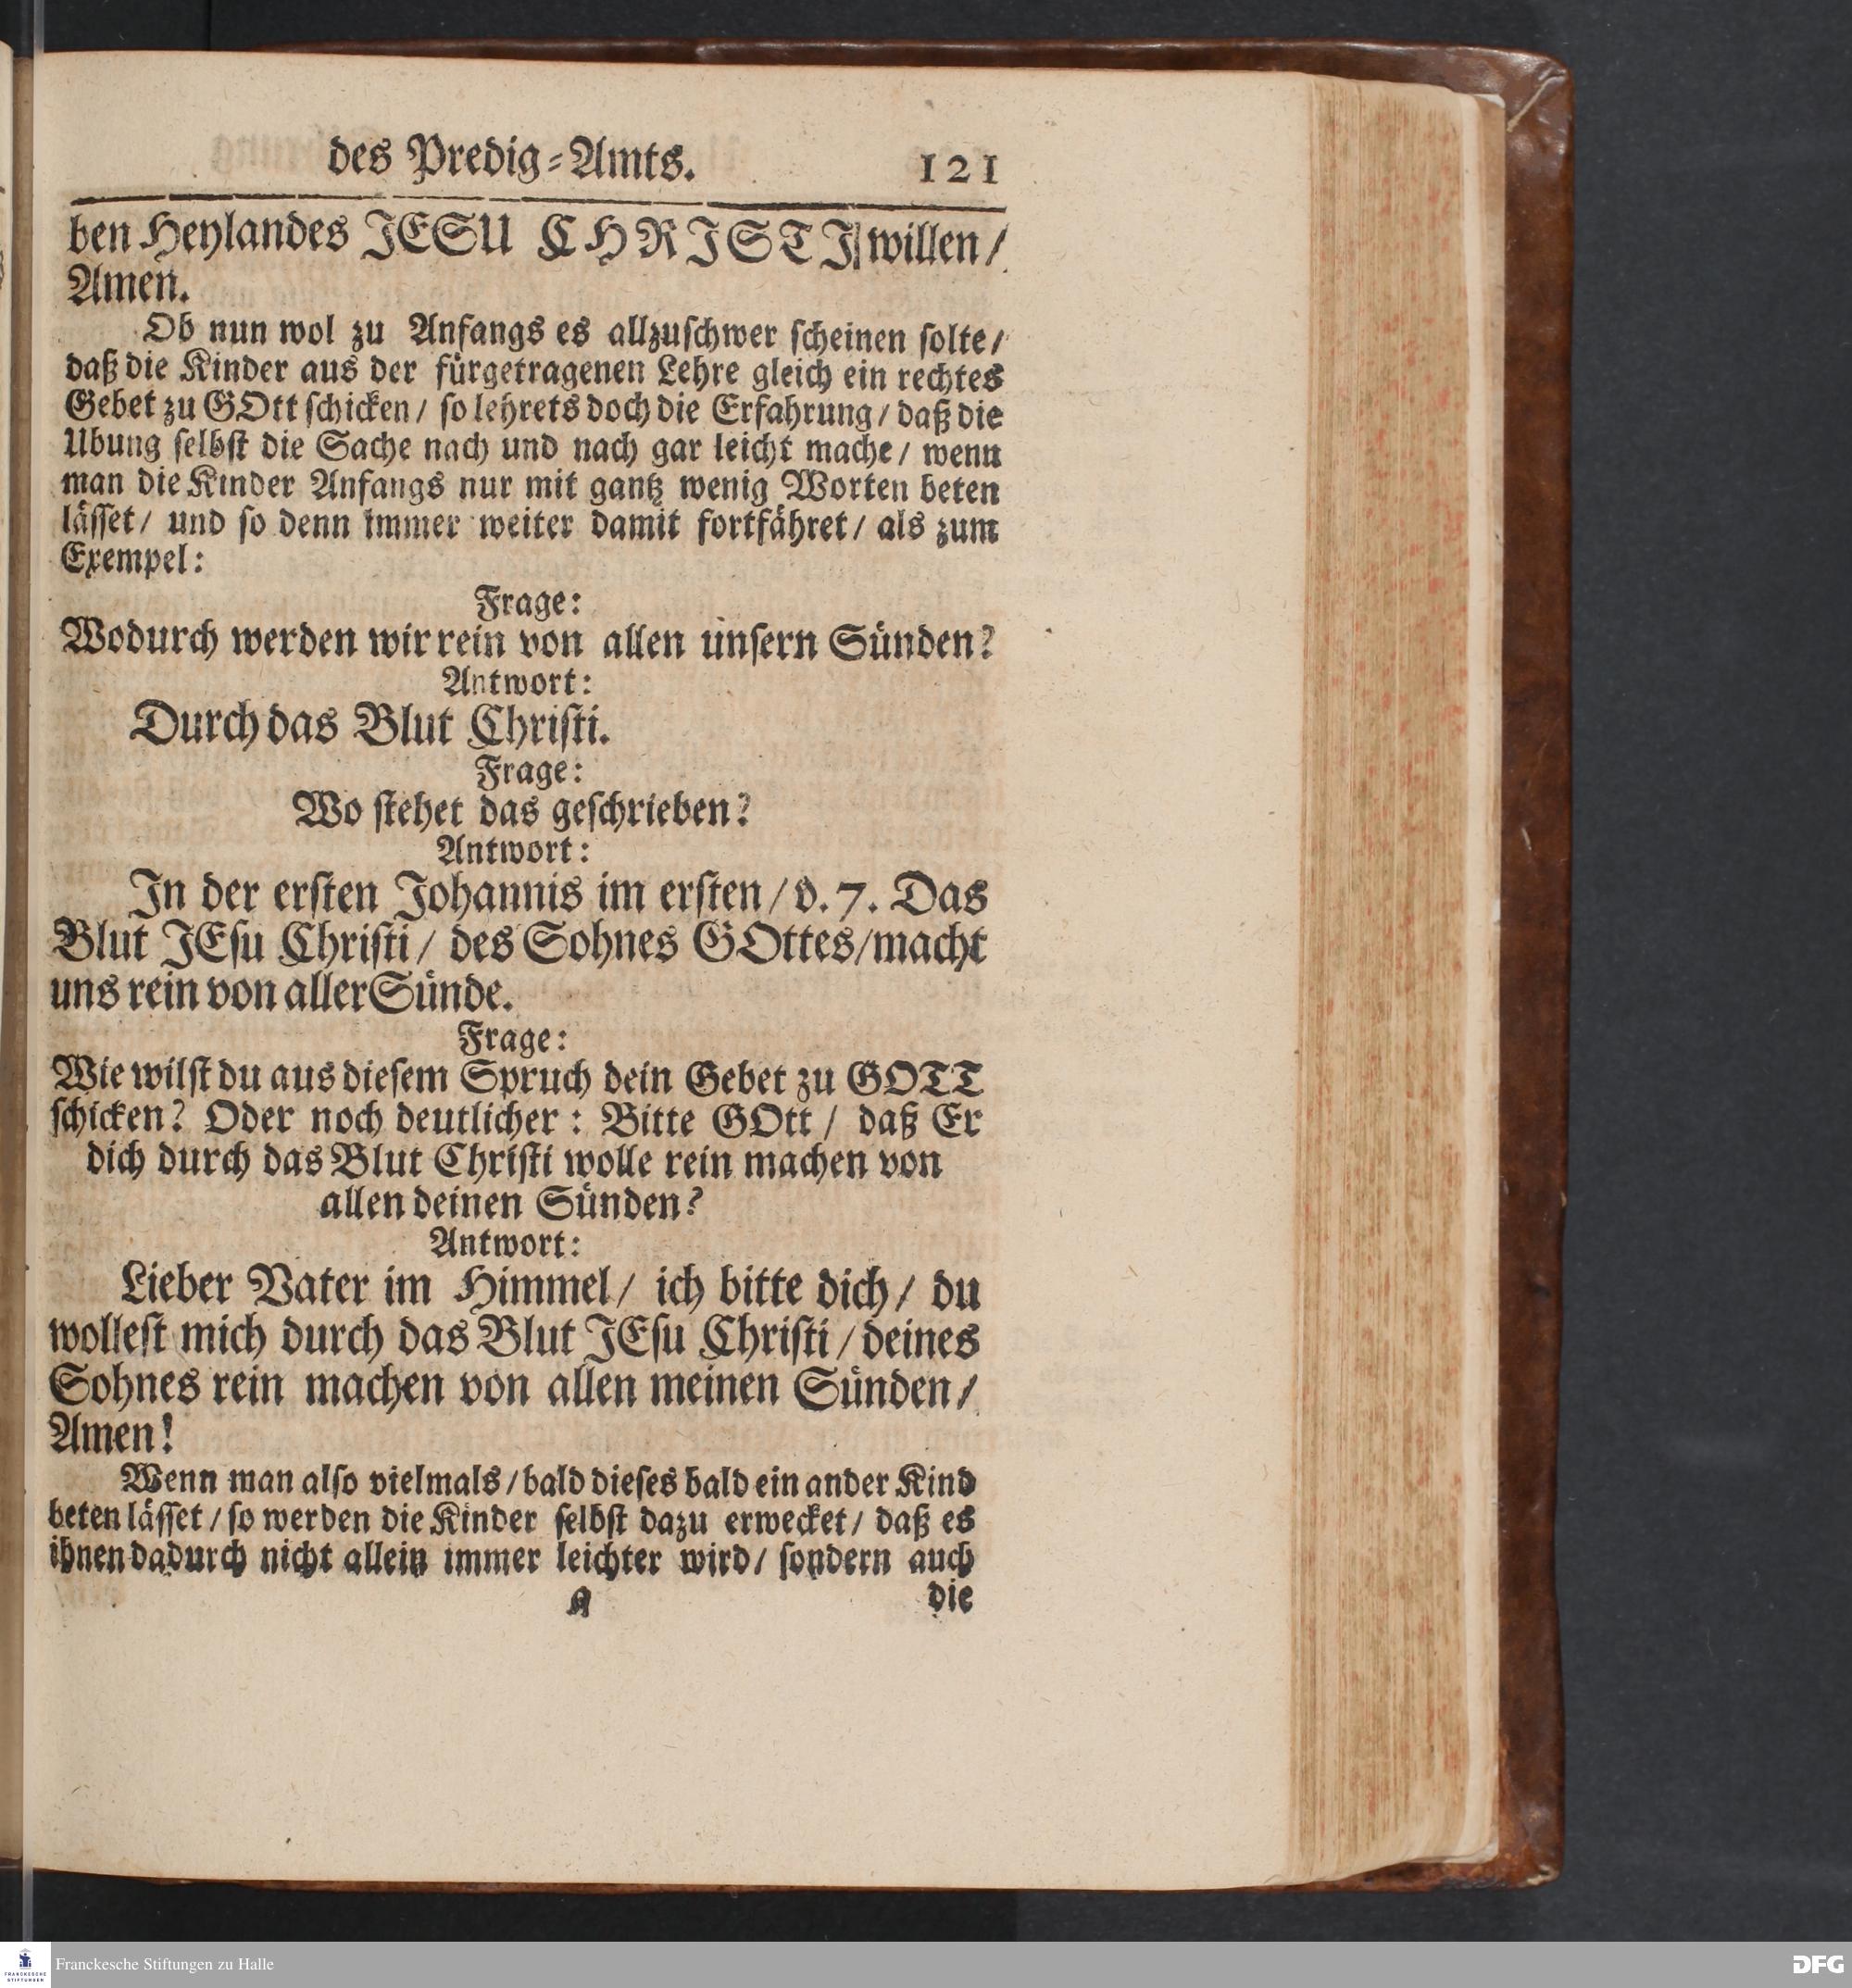 des Predig-Amts. 121
ben Heylandes JESU CHRISTI willen/
Amen.
Ob nun wol zu Anfangs es allzuschwer scheinen solte/
daß die Kinder aus der fürgetragenen Lehre gleich ein rechtes
Gebet zu GOtt schicken/ so lehrets doch die Erfahrung/ daß die
Ubung selbst die Sache nach und nach gar leicht mache/ wenn
man die Kinder Anfangs nur mit gantz wenig Worten beten
lässet/ und so denn immer weiter damit fortfähret/ als zum
Exempel:
Frage:
Wodurch werden wir rein von allen unsern Sünden?
Antwort:
Durch das Blut Christi.
Frage:
Wo stehet das geschrieben?
Antwort:
In der ersten Johannis im ersten/ v. 7. Das
Blut JEsu Christi/ des Sohnes GOttes/ macht
uns rein von aller Sünde.
Frage:
Wie wilst du aus diesem Spruch dein Gebet zu GOTT
schicken? Oder noch deutlicher: Bitte GOtt/ daß Er
dich durch das Blut Christi wolle rein machen von
allen deinen Sünden?
Antwort:
Lieber Vater im Himmel/ ich bitte dich/ du
wollest mich durch das Blut JEsu Christi/ deines
Sohnes rein machen von allen meinen Sünden/
Amen!
Wenn man also vielmals/ bald dieses bald ein ander Kind
beten lässet/ so werden die Kinder selbst dazu erwecket/ daß es
ihnen dadurch nicht allein immer leichter wird/ sondern auch
die
FRANCKESCHE STIFTUNGEN
Franckesche Stiftungen zu Halle
DFG